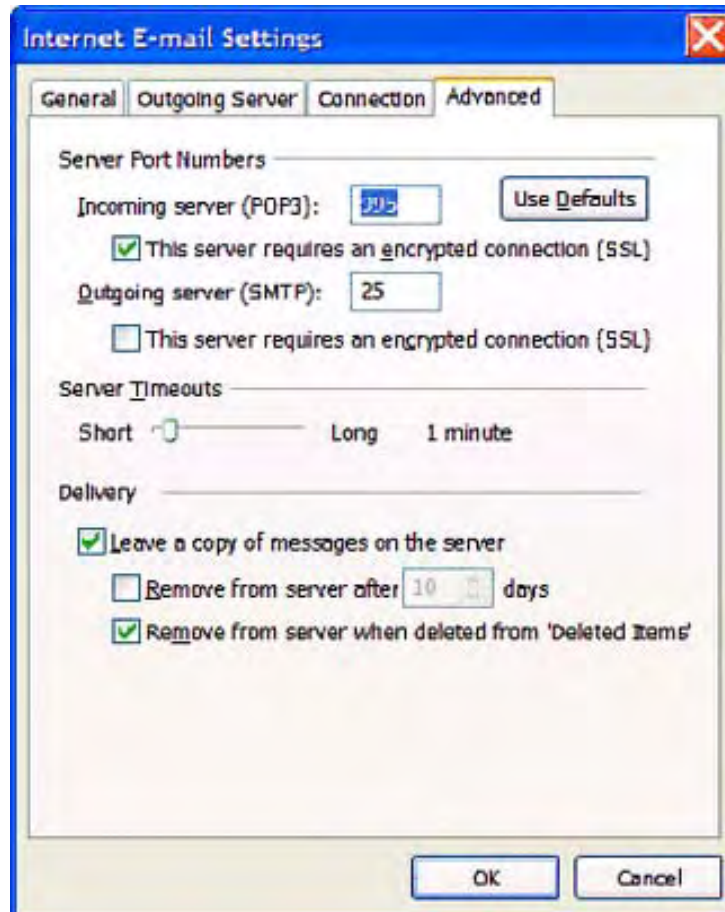 Internet E-mail Settings
General Outgoing Server Connection Advanced
Server Port Numbers
Incoming server (POP3): 995 Use Defaults
This server requires an encrypted connection (SSL)
Outgoing server (SMTP): 25
This server requires an encrypted connection (SSL)
Server Timeouts
Short Long 1 minute
Delivery
Leave a copy of messages on the server
Remove from server after 10 days
Remove from server when deleted from 'Deleted Items'
OK Cancel